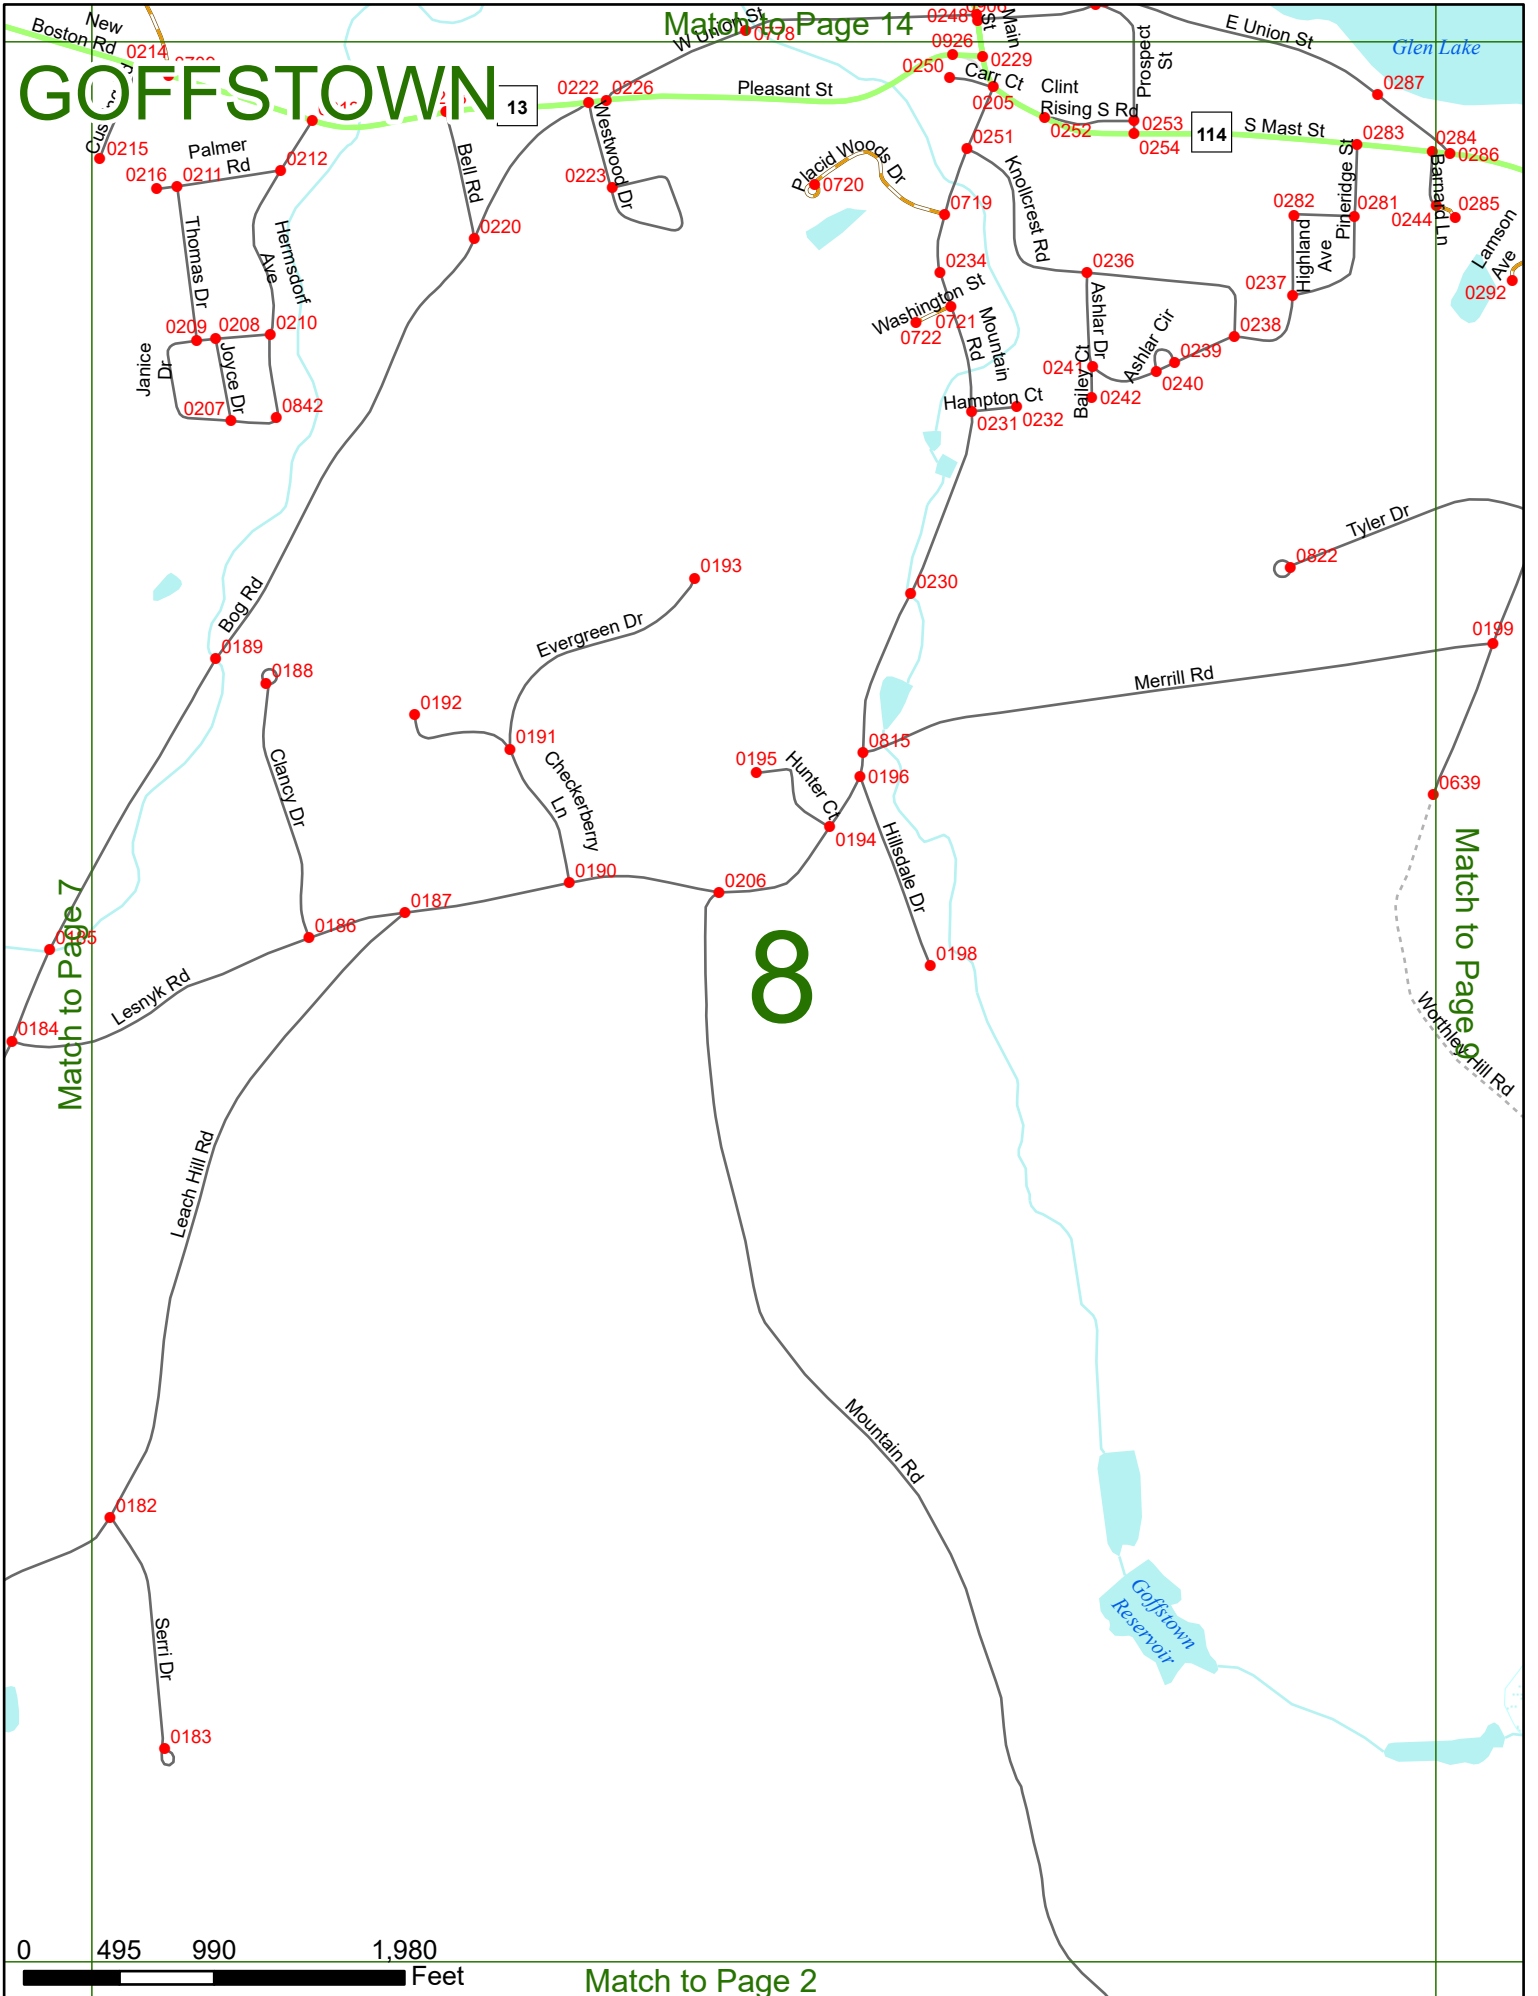 Match to Page 14
GOFFSTOWN
New
Boston Rd
0214
0215
0216
0211
Palmer
Rd
0212
Thomas Dr
Hermsdorf
Ave
0209
0208
0210
Janice
Dr
Joyce Dr
0207
0842
13
Bell Rd
0220
0222
0226
Westwood Dr
0223
W Union St
0778
Pleasant St
0248
Main
St
0926
0229
0250
Carr Ct
0205
Clint
Rising S Rd
0252
Prospect
St
0253
0254
114
S Mast St
E Union St
Glen Lake
0287
0283
0284
0286
Barnard Ln
0244
0285
Lamson
Ave
0292
0282
0281
Pineridge St
Highland
Ave
0237
0238
0251
Knollcrest Rd
Placid Woods Dr
0720
0719
0234
0236
Washington St
0721
0722
Mountain
Rd
Ashlar Dr
Ashlar Cir
0239
0240
0241
Bailey Ct
0242
Hampton Ct
0231
0232
Tyler Dr
0822
0193
Evergreen Dr
0230
Bog Rd
0189
0188
0199
Merrill Rd
0192
0191
Checkerberry
Ln
Clancy Dr
0195
Hunter Ct
0815
0196
0194
Hillsdale Dr
0639
0190
0206
0187
0186
0185
0198
8
Match to Page 7
Match to Page 9
Lesnyk Rd
0184
Worthley Hill Rd
Leach Hill Rd
Mountain Rd
0182
Serri Dr
0183
Goffstown
Reservoir
0
495
990
1,980
Feet
Match to Page 2